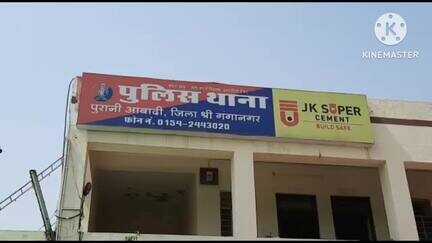 पुलिस थाना
पुरानी आबादी, जिला श्री गंगानगर
फ़ोन नं. 0154-2443020
JK SUPER
CEMENT
BUILD SAFE
KINEMASTER